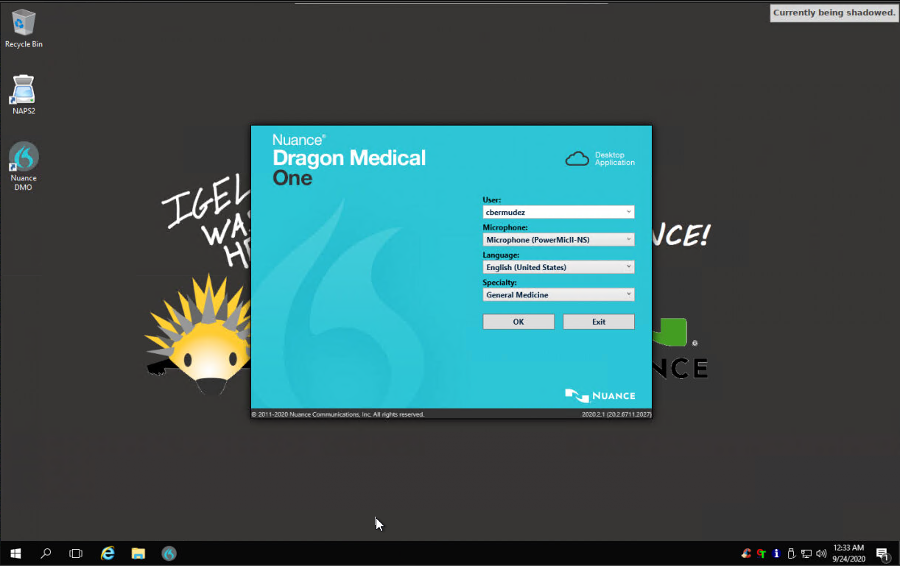 Currently being shadowed.
Recycle Bin
NAPS2
Nuance
DMO
IGEL
WA
H
NCE!
NCE
Nuance®
Dragon Medical
One
Desktop
Application
User:
cbermudez
Microphone:
Microphone (PowerMicII-NS)
Language:
English (United States)
Specialty:
General Medicine
OK
Exit
NUANCE
© 2011-2020 Nuance Communications, Inc. All rights reserved.
2020.2.1 (20.2.6711.2027)
12:33 AM
9/24/2020
1